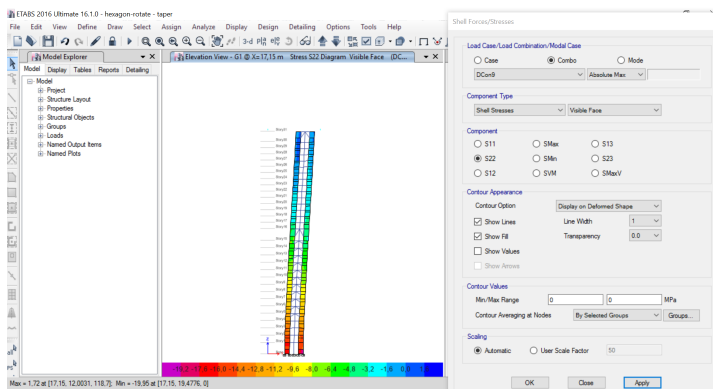 ETABS 2016 Ultimate 16.1.0 - hexagon-rotate - taper
File Edit View Define Draw Select Assign Analyze Display Design Detailing Options Tools Help
3-d
Model Explorer
Elevation View - G1 @ X=17,15 m Stress S22 Diagram Visible Face (DC...
Model Display Tables Reports Detailing
Model
Project
Structure Layout
Properties
Structural Objects
Groups
Loads
Named Output Items
Named Plots
all
PS
Max = 1,72 at [17,15, 12,0031, 118,7]; Min = -19,95 at [17,15, 19,4776, 0]
Shell Forces/Stresses
Load Case/Load Combination/Modal Case
Case Combo Mode
DCon9 Absolute Max
Component Type
Shell Stresses Visible Face
Component
S11 SMax S13
S22 SMin S23
S12 SVM SMaxV
Contour Appearance
Contour Option Display on Deformed Shape
Show Lines Line Width 1
Show Fill Transparency 0.0
Show Values
Show Arrows
Contour Values
Min/Max Range 0 0 MPa
Contour Averaging at Nodes By Selected Groups Groups...
Scaling
Automatic User Scale Factor 50
OK Close Apply